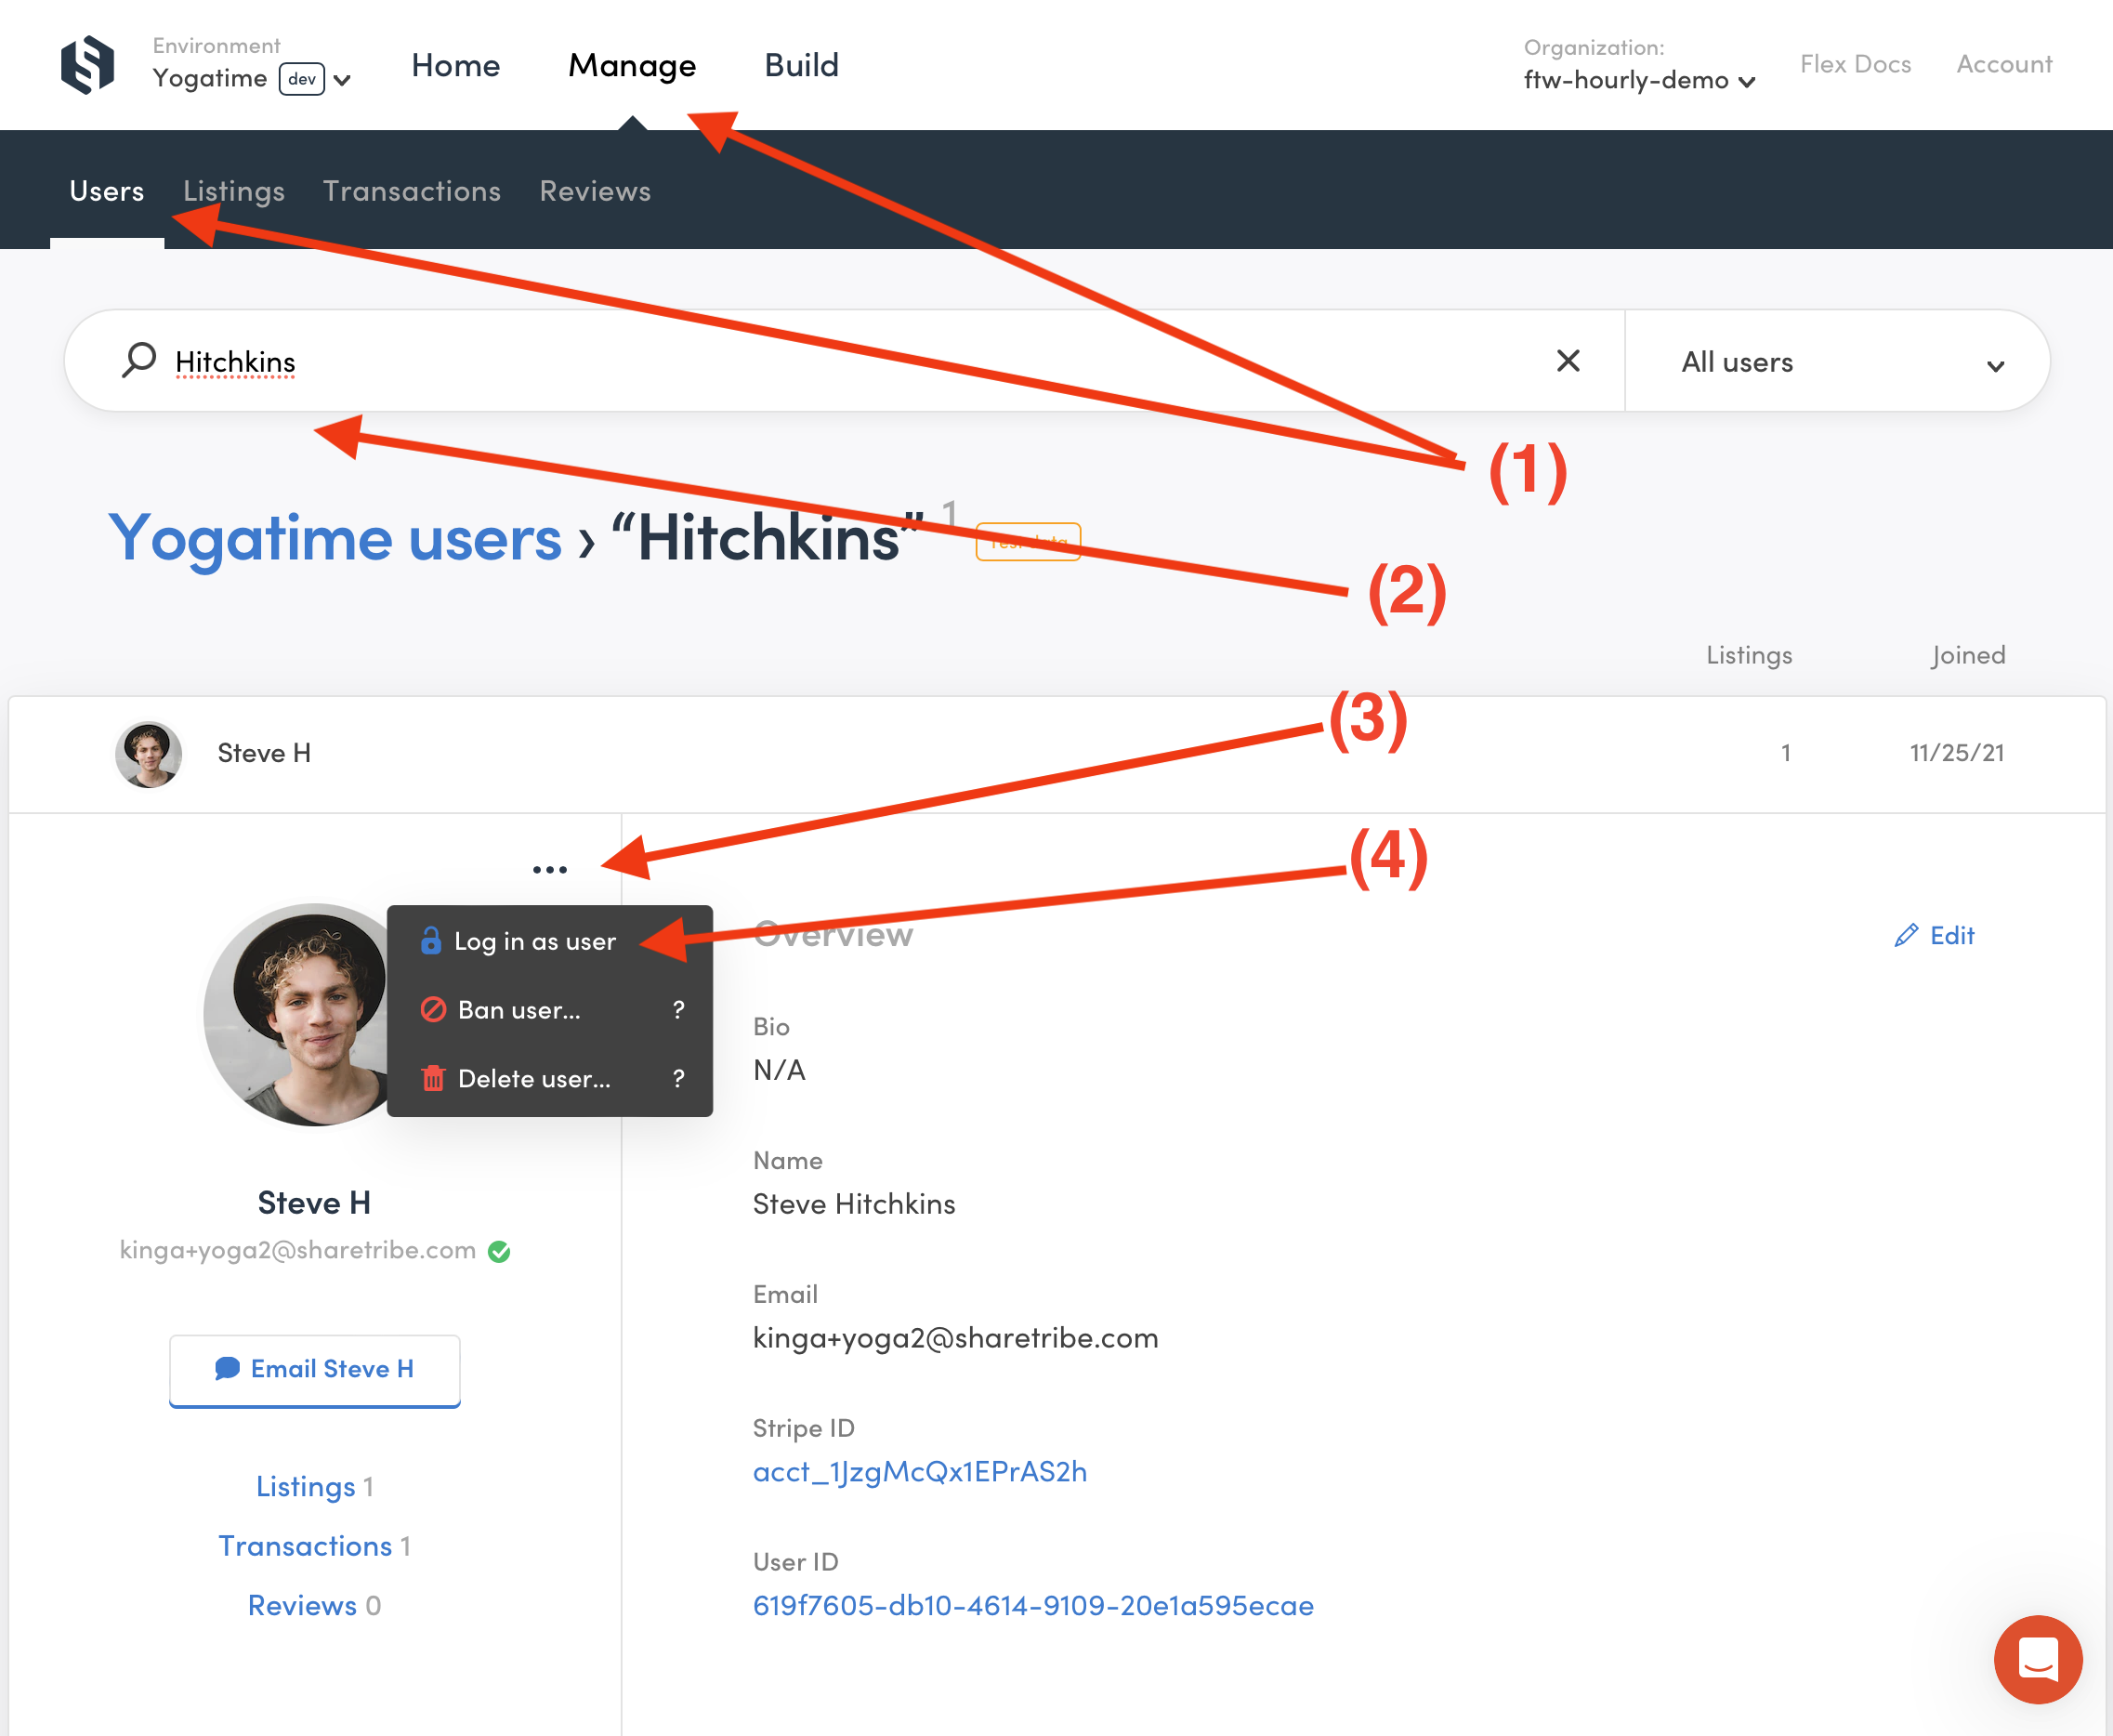 Environment
Yogatime dev
Home Manage Build
Organization:
ftw-hourly-demo
Flex Docs Account
Users Listings Transactions Reviews
Hitchkins
All users
(1)
Yogatime users › “Hitchkins” 1
Test data
(2)
Listings Joined
(3)
Steve H 1 11/25/21
(4)
Log in as user
Ban user... ?
Delete user... ?
Steve H
kinga+yoga2@sharetribe.com
Email Steve H
Listings 1
Transactions 1
Reviews 0
Overview
Edit
Bio
N/A
Name
Steve Hitchkins
Email
kinga+yoga2@sharetribe.com
Stripe ID
acct_1JzgMcQx1EPrAS2h
User ID
619f7605-db10-4614-9109-20e1a595ecae